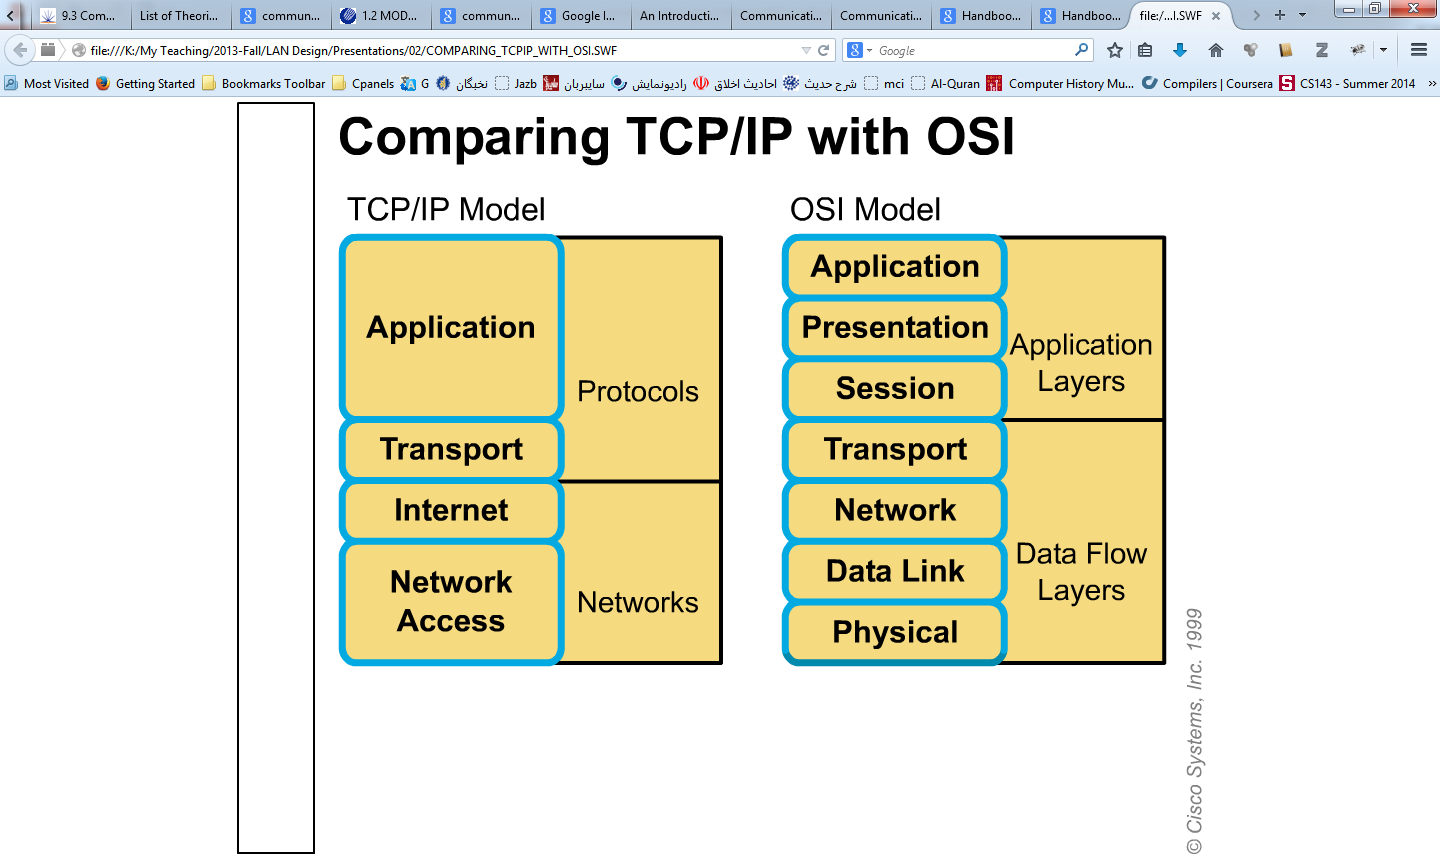 9.3 Com...
List of Theori...
commun...
1.2 MOD...
commun...
Google I...
An Introducti...
Communicati...
Communicati...
Handboo...
Handboo...
file:/...I.SWF
file:///K:/My Teaching/2013-Fall/LAN Design/Presentations/02/COMPARING_TCPIP_WITH_OSI.SWF
Google
Most Visited
Getting Started
Bookmarks Toolbar
Cpanels
G
نخبگان
Jazb
سایبربان
رادیونمایش
احادیث اخلاق
شرح حدیث
mci
Al-Quran
Computer History Mu...
Compilers | Coursera
CS143 - Summer 2014
Comparing TCP/IP with OSI
TCP/IP Model
Application
Transport
Internet
Network
Access
Protocols
Networks
OSI Model
Application
Presentation
Session
Transport
Network
Data Link
Physical
Application
Layers
Data Flow
Layers
© Cisco Systems, Inc. 1999